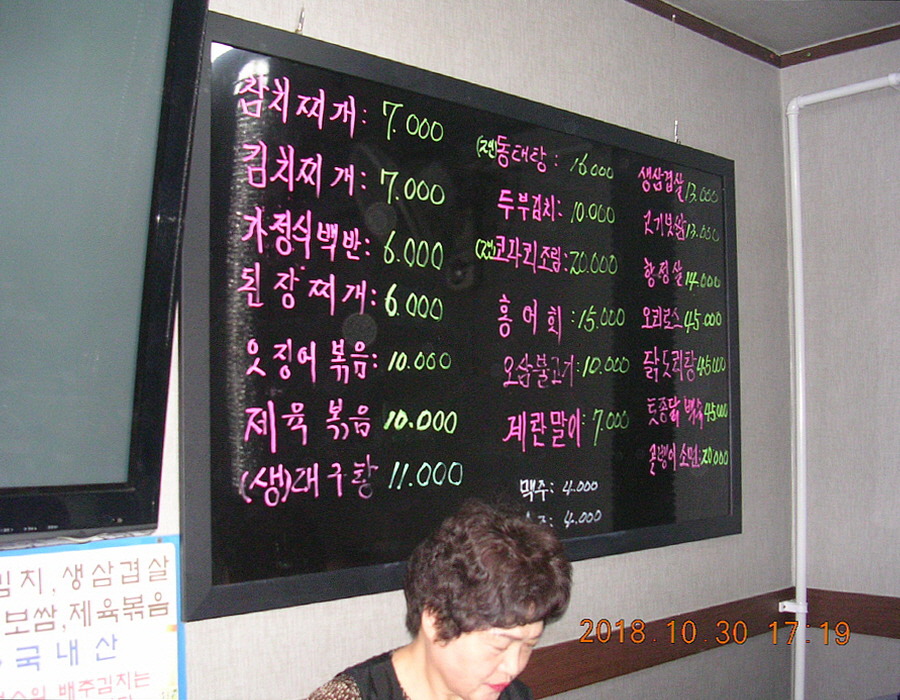 참치찌개: 7.000
김치찌개: 7.000
가정식백반: 6.000
된장찌개: 6.000
오징어볶음: 10.000
제육볶음 10.000
(생)대구탕 11.000
동태탕: 16.000
두부김치: 10.000
코다리조림: 20.000
홍어회: 15.000
오삼불고기: 10.000
계란말이: 7.000
맥주: 4.000
4.000
생삼겹살 13.000
13.000
항정살 14.000
오리로스 45.000
닭도리탕 45000
토종닭 백숙 45000
골뱅이소면: 20.000
김치, 생삼겹살
보쌈, 제육볶음
국내산
배추김치는
2018.10.30 17:19